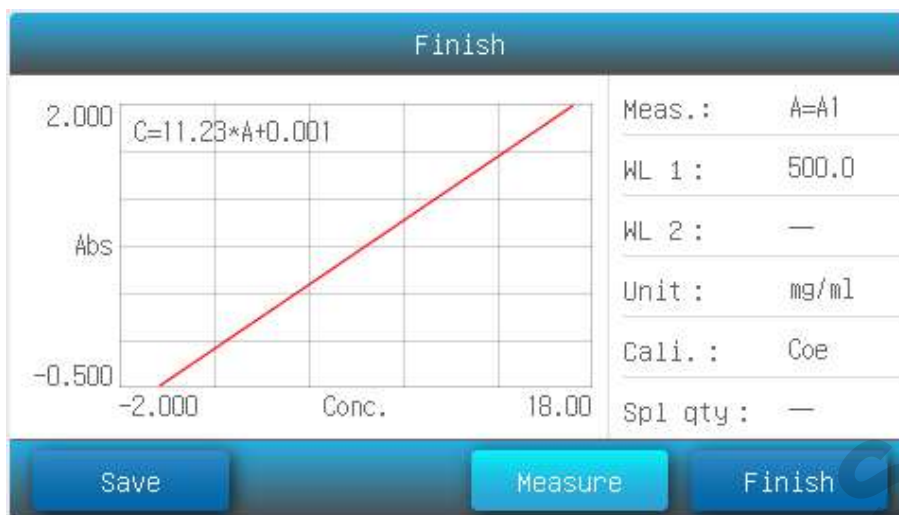 Finish
2.000
C=11.23*A+0.001
Abs
-0.500
-2.000 Conc. 18.00
Meas.: A=A1
WL 1: 500.0
WL 2: —
Unit: mg/ml
Cali.: Coe
Spl qty: —
Save Measure Finish